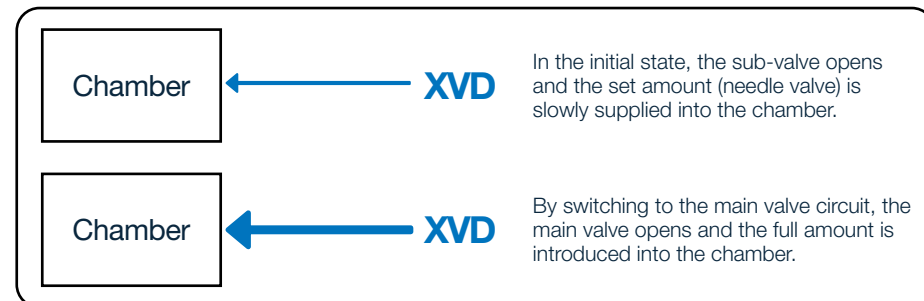 Chamber
XVD
In the initial state, the sub-valve opens
and the set amount (needle valve) is
slowly supplied into the chamber.
Chamber
XVD
By switching to the main valve circuit, the
main valve opens and the full amount is
introduced into the chamber.